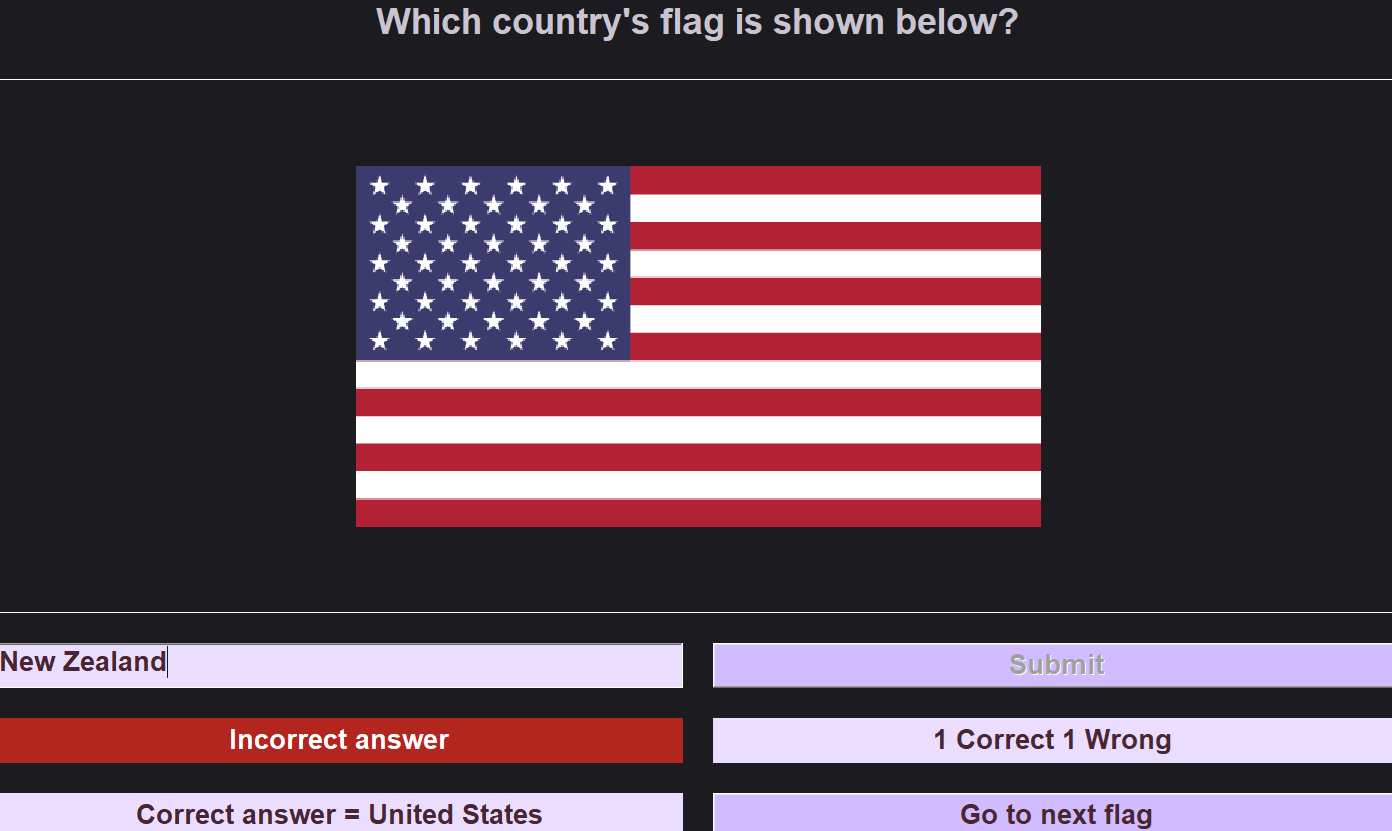 Which country's flag is shown below?
New Zealand
Submit
Incorrect answer
1 Correct 1 Wrong
Correct answer = United States
Go to next flag